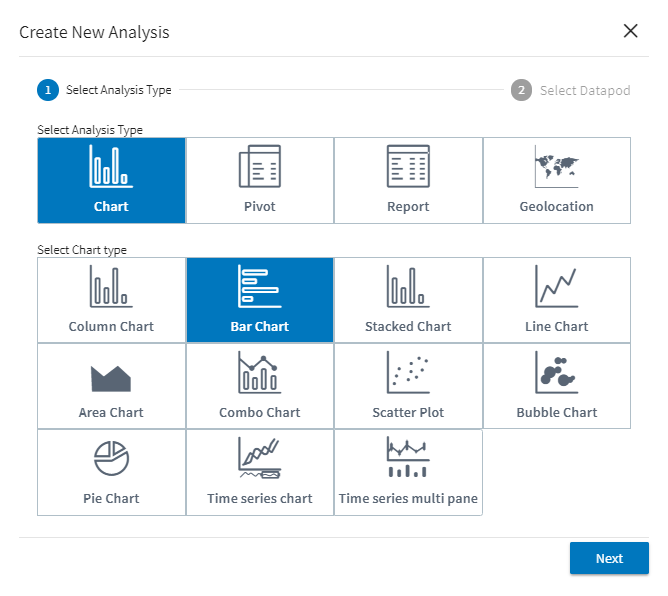 Create New Analysis
1 Select Analysis Type
2 Select Datapod
Select Analysis Type
Chart
Pivot
Report
Geolocation
Select Chart type
Column Chart
Bar Chart
Stacked Chart
Line Chart
Area Chart
Combo Chart
Scatter Plot
Bubble Chart
Pie Chart
Time series chart
Time series multi pane
Next